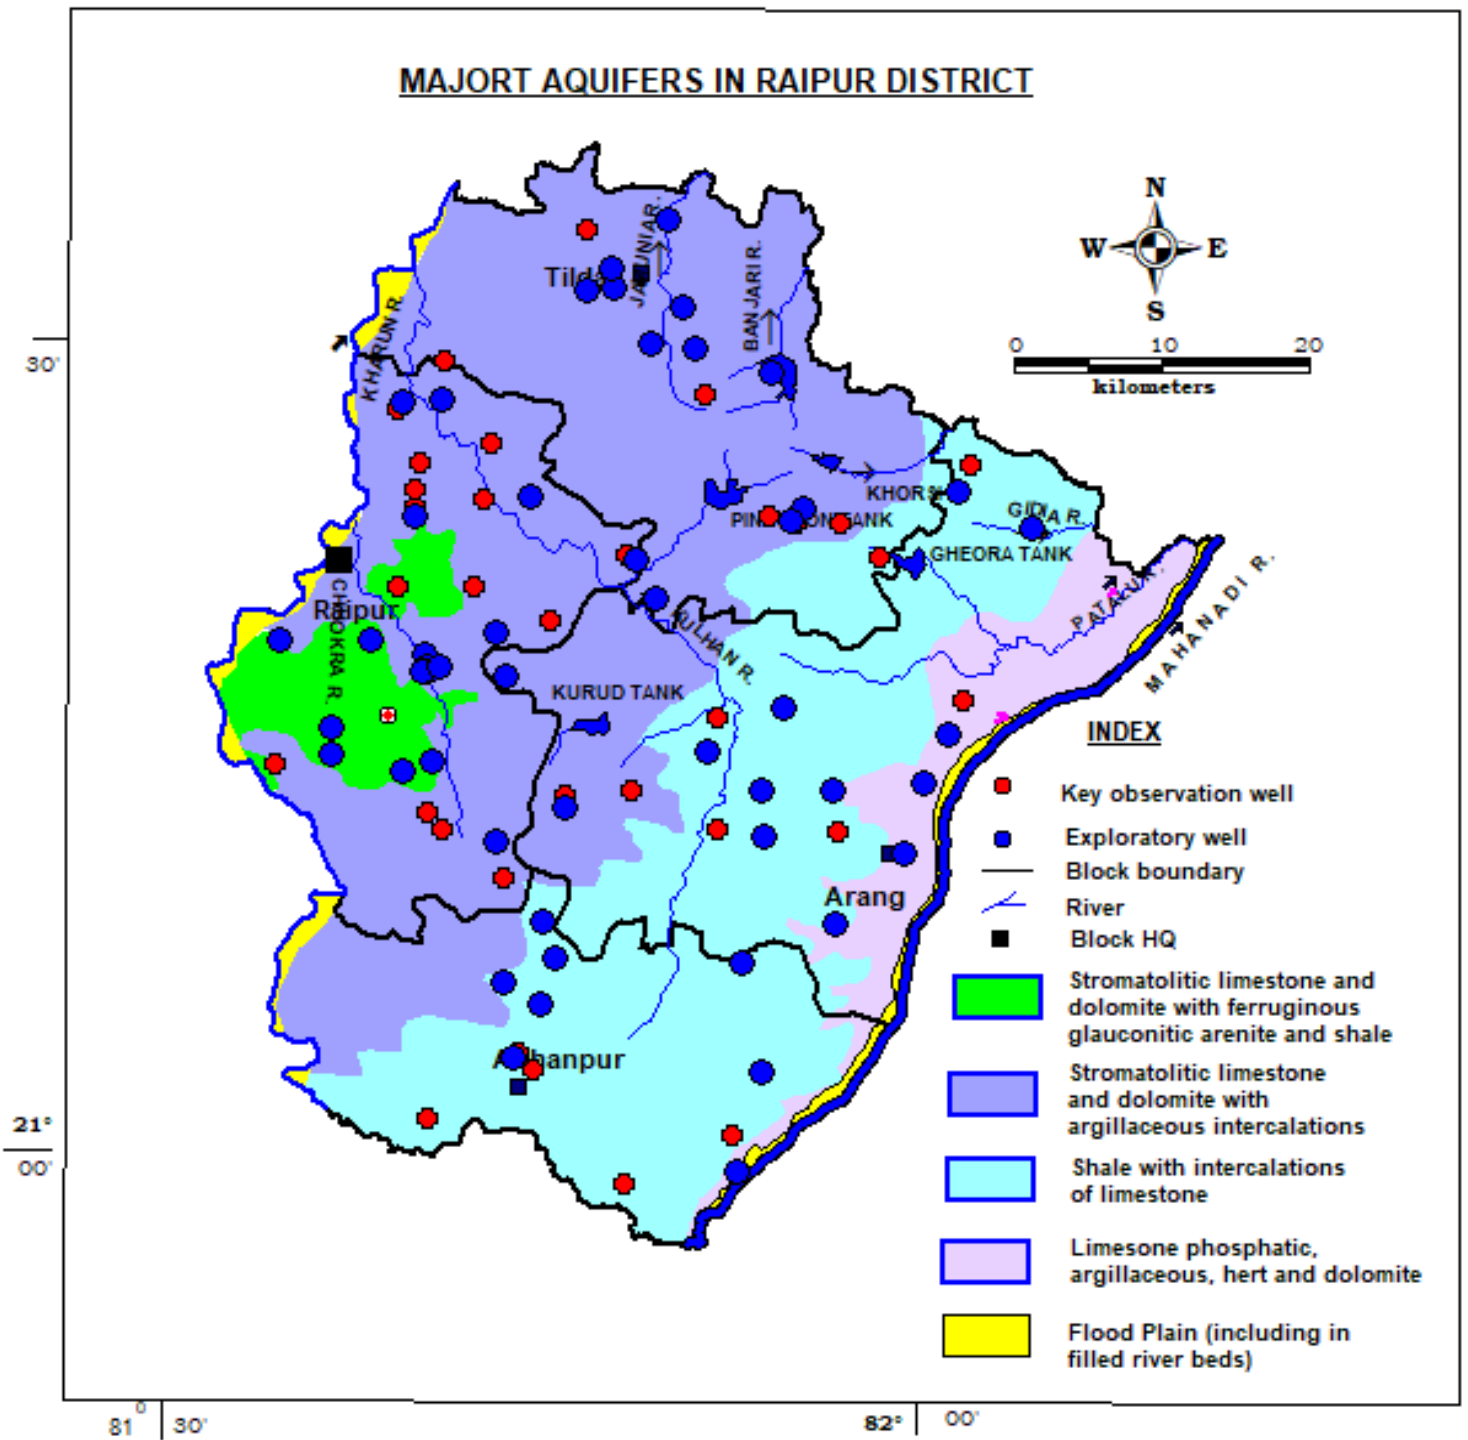 MAJORT AQUIFERS IN RAIPUR DISTRICT
N
W E
S
0 10 20
kilometers
30'
KHARUN R.
BANJARI R.
KHORSI
GIDIA R.
TANK
GHEORA TANK
PATALU R.
MAHANADI R.
Raipur
CHHOKRA R.
KULHAN R.
KURUD TANK
Arang
INDEX
Key observation well
Exploratory well
Block boundary
River
Block HQ
Stromatolitic limestone and
dolomite with ferruginous
glauconitic arenite and shale
Stromatolitic limestone
and dolomite with
argillaceous intercalations
Shale with intercalations
of limestone
Limesone phosphatic,
argillaceous, hert and dolomite
Flood Plain (including in
filled river beds)
21°
00'
81 0 30'
82° 00'